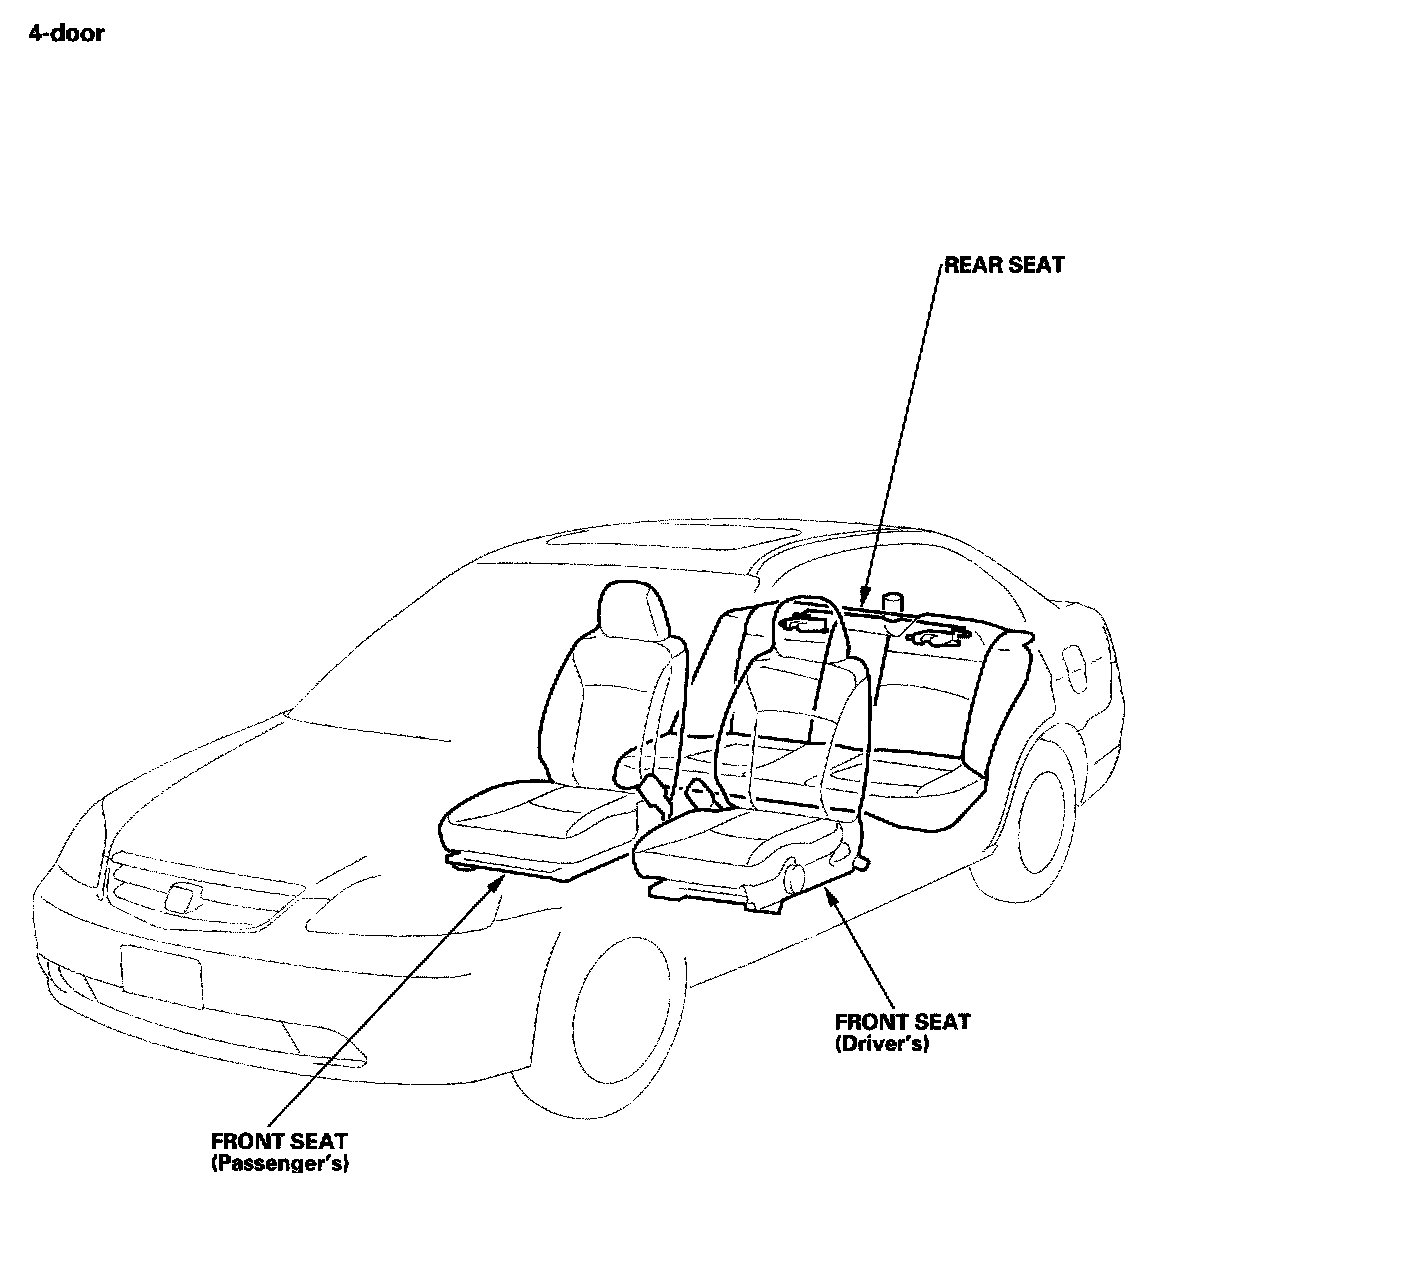 4-door
REAR SEAT
FRONT SEAT
(Driver's)
FRONT SEAT
(Passenger's)